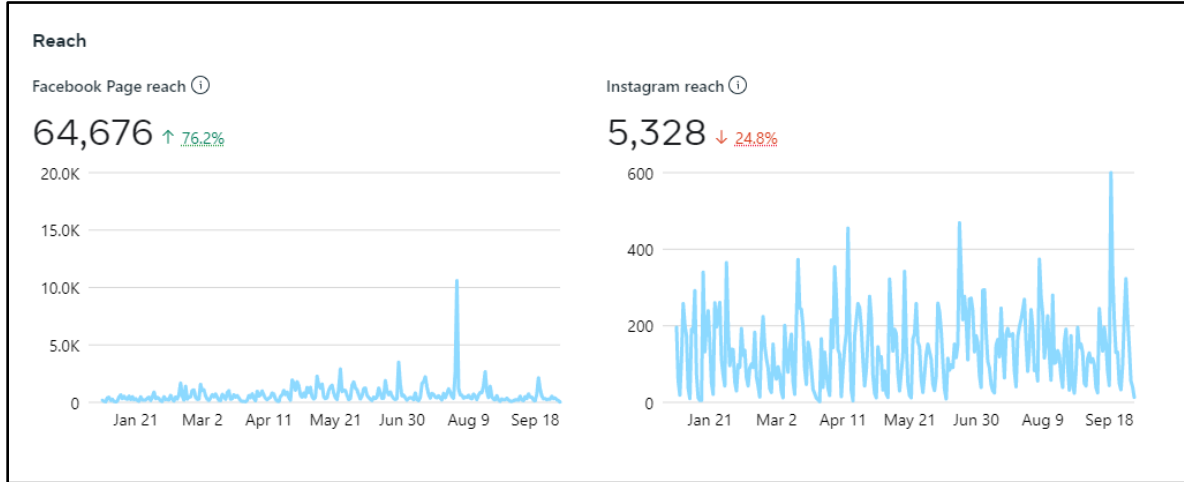 Reach
Facebook Page reach
64,676 ↑ 76.2%
20.0K
15.0K
10.0K
5.0K
0
Jan 21 Mar 2 Apr 11 May 21 Jun 30 Aug 9 Sep 18
Instagram reach
5,328 ↓ 24.8%
600
400
200
0
Jan 21 Mar 2 Apr 11 May 21 Jun 30 Aug 9 Sep 18